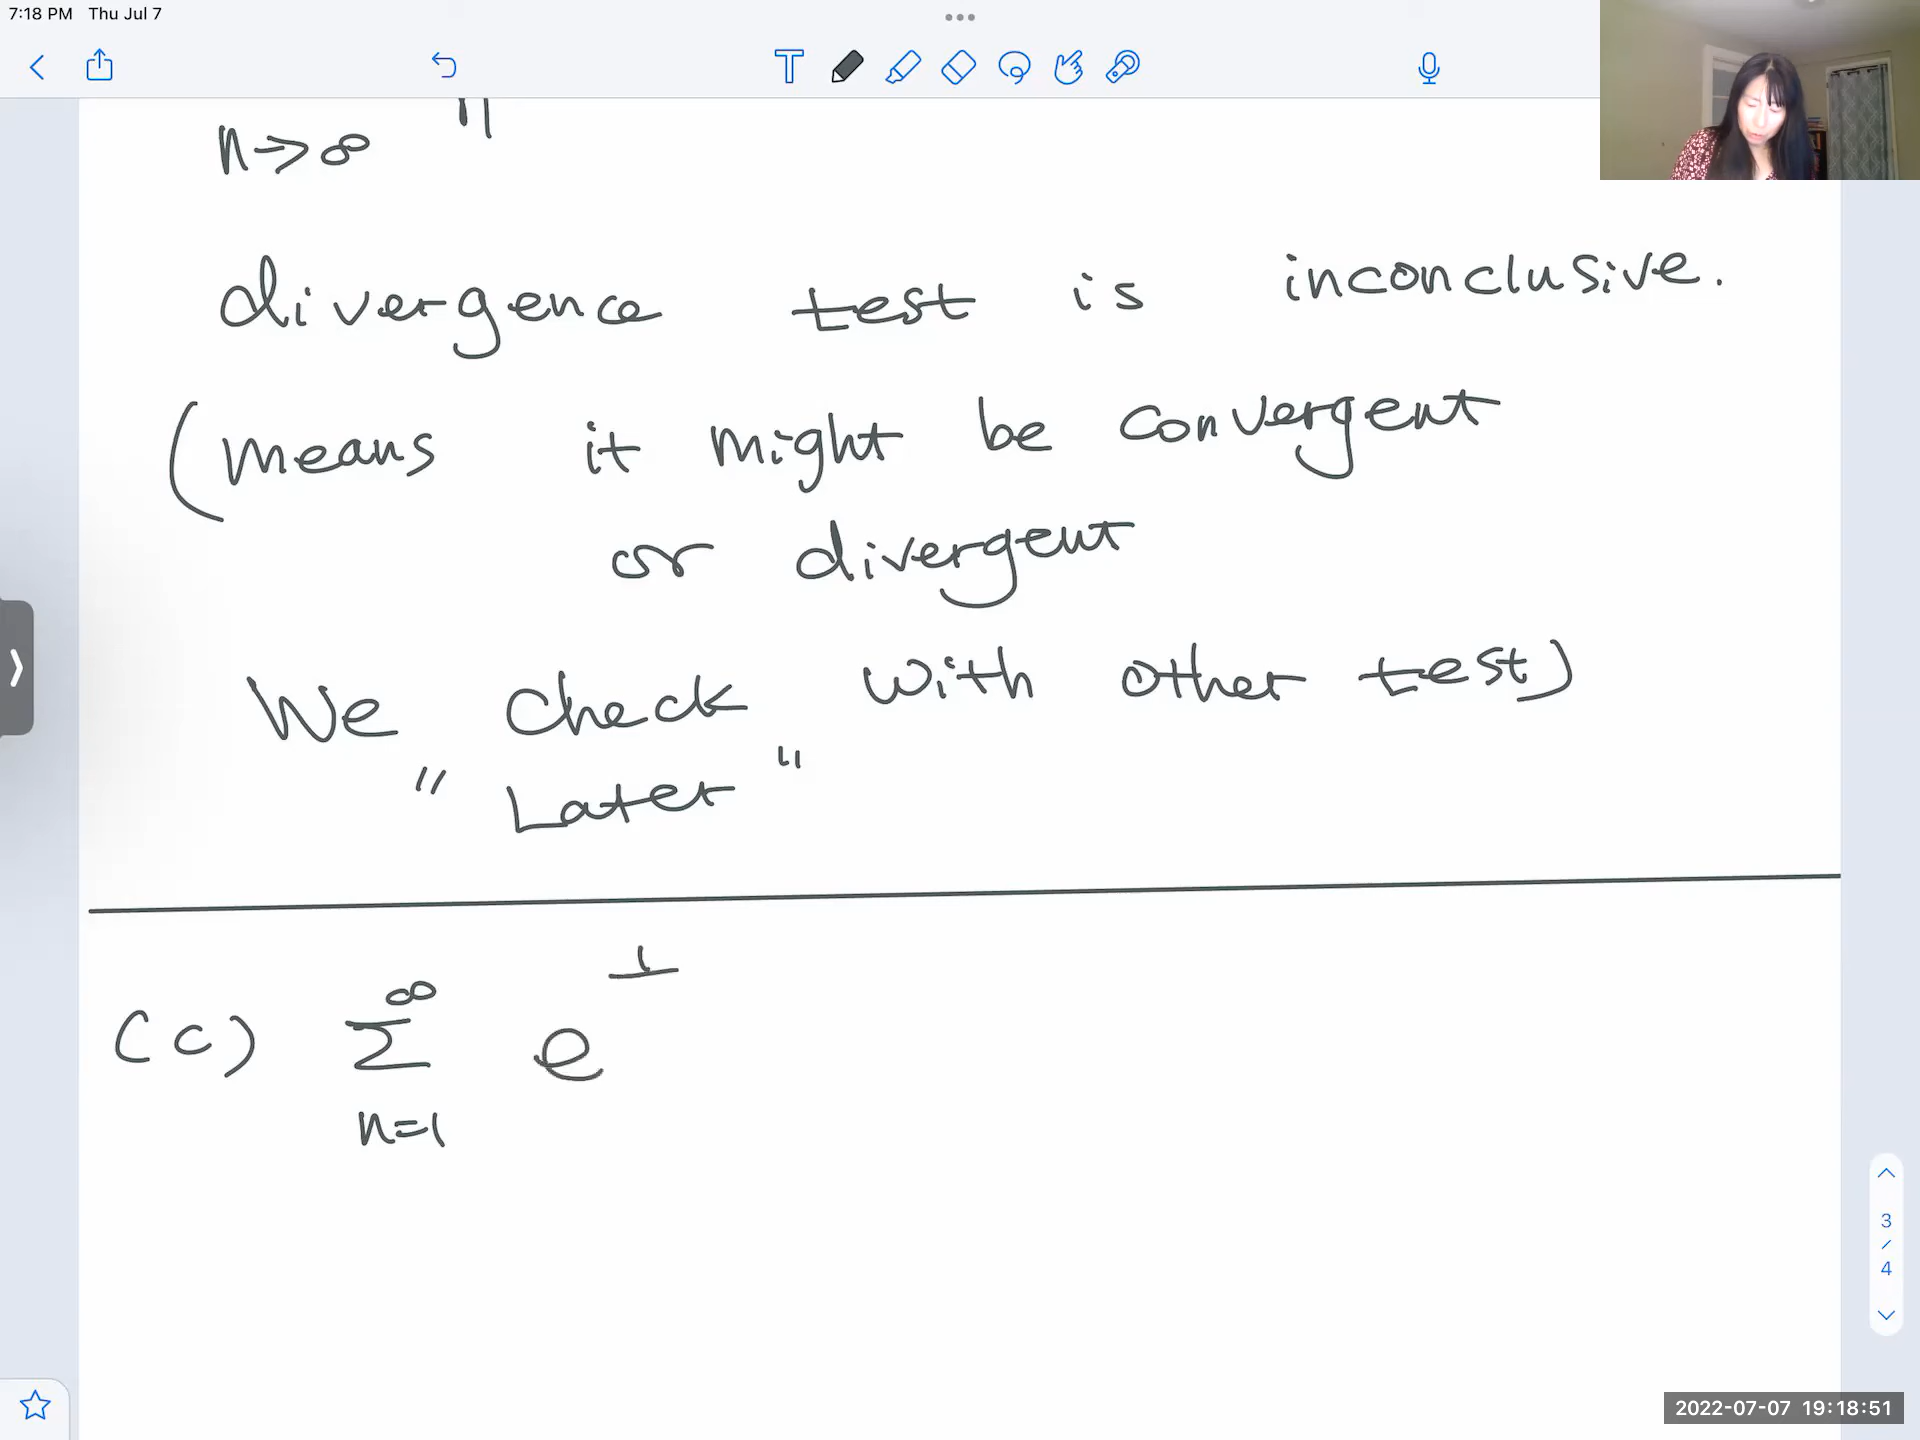 7:18 PM Thu Jul 7
n→∞
divergence test is inconclusive.
(means it might be convergent
or divergent
We check with other test)
"Later"
(c) ∞
Σ e^1/
n=1
3
/
4
2022-07-07 19:18:51